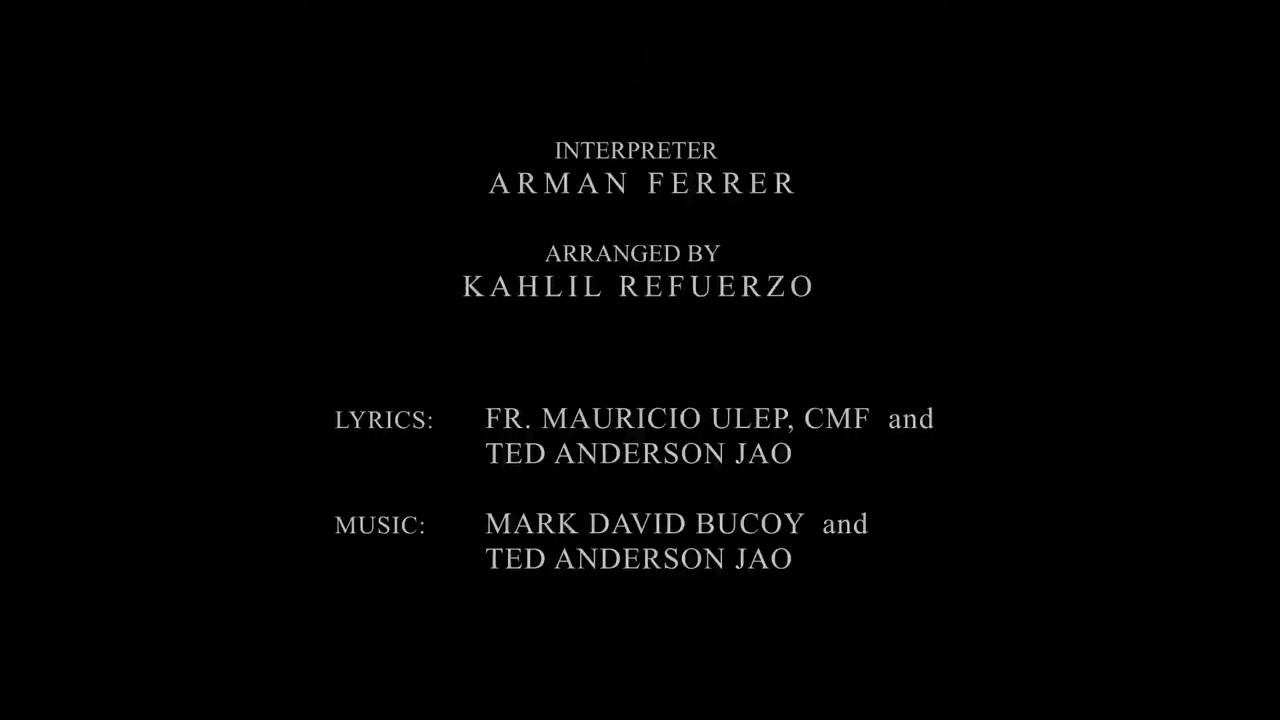 INTERPRETER
ARMAN FERRER
ARRANGED BY
KAHLIL REFUERZO
LYRICS: FR. MAURICIO ULEP, CMF and
TED ANDERSON JAO
MUSIC: MARK DAVID BUCOY and
TED ANDERSON JAO